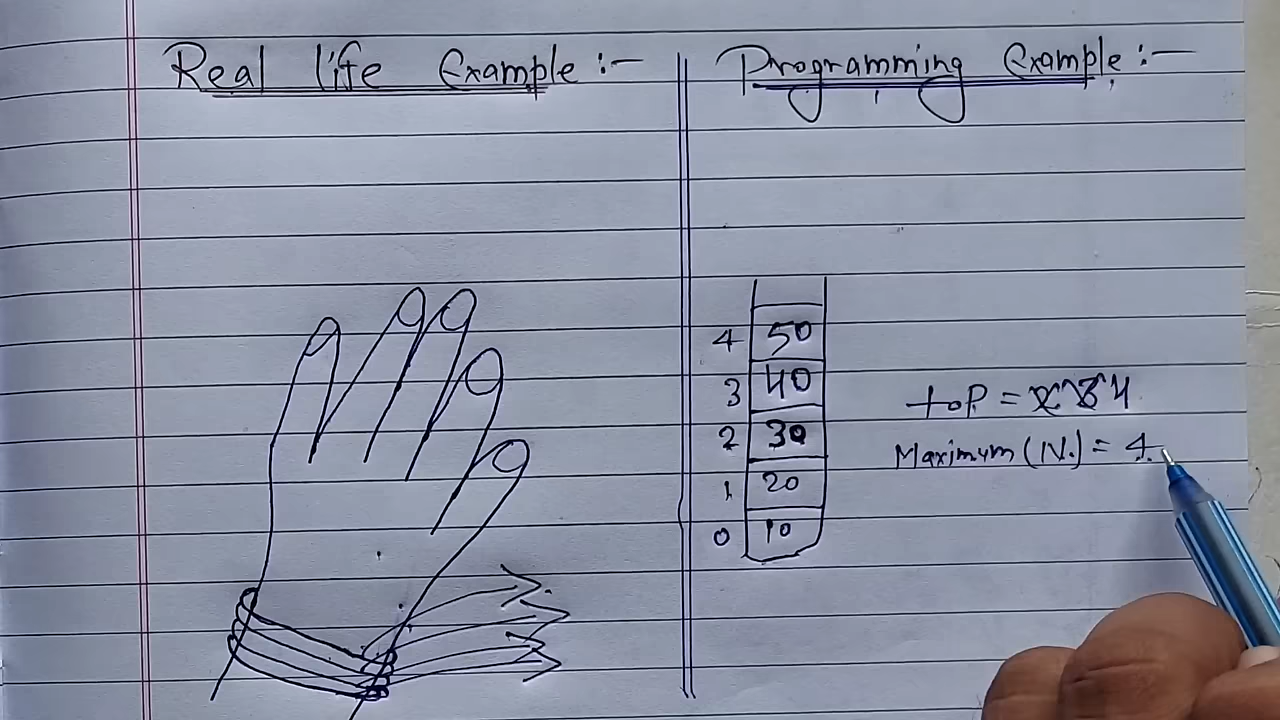 Real life Example :-
Programming Example :-
4 50
3 40
2 30
1 20
0 10
top = 4
Maximum (N.) = 4